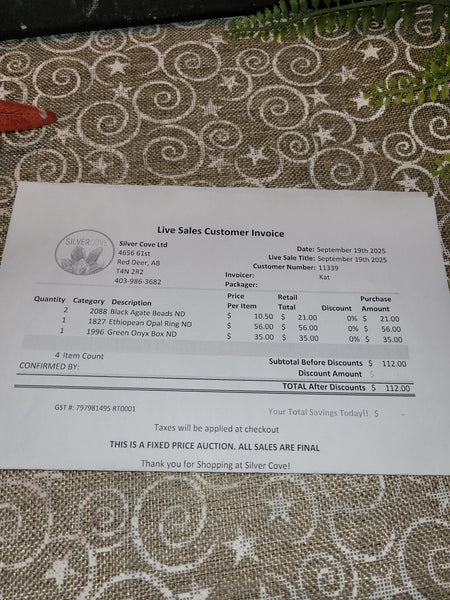 Live Sales Customer Invoice
SILVERCOVE
Silver Cove Ltd
4656 61st
Red Deer, AB
T4N 2R2
403-986-3682
Date: September 19th 2025
Live Sale Title: September 19th 2025
Customer Number: 11339
Invoicer: Kat
Packager:
Quantity Category Description Price Per Item Retail Total Discount Purchase Amount
2 2088 Black Agate Beads ND $ 10.50 $ 21.00 0% $ 21.00
1 1827 Ethiopean Opal Ring ND $ 56.00 $ 56.00 0% $ 56.00
1 1996 Green Onyx Box ND $ 35.00 $ 35.00 0% $ 35.00
4 Item Count
Subtotal Before Discounts $ 112.00
CONFIRMED BY:
Discount Amount $ -
TOTAL After Discounts $ 112.00
GST #: 797981495 RT0001
Your Total Savings Today!! $ -
Taxes will be applied at checkout
THIS IS A FIXED PRICE AUCTION. ALL SALES ARE FINAL
Thank you for Shopping at Silver Cove!